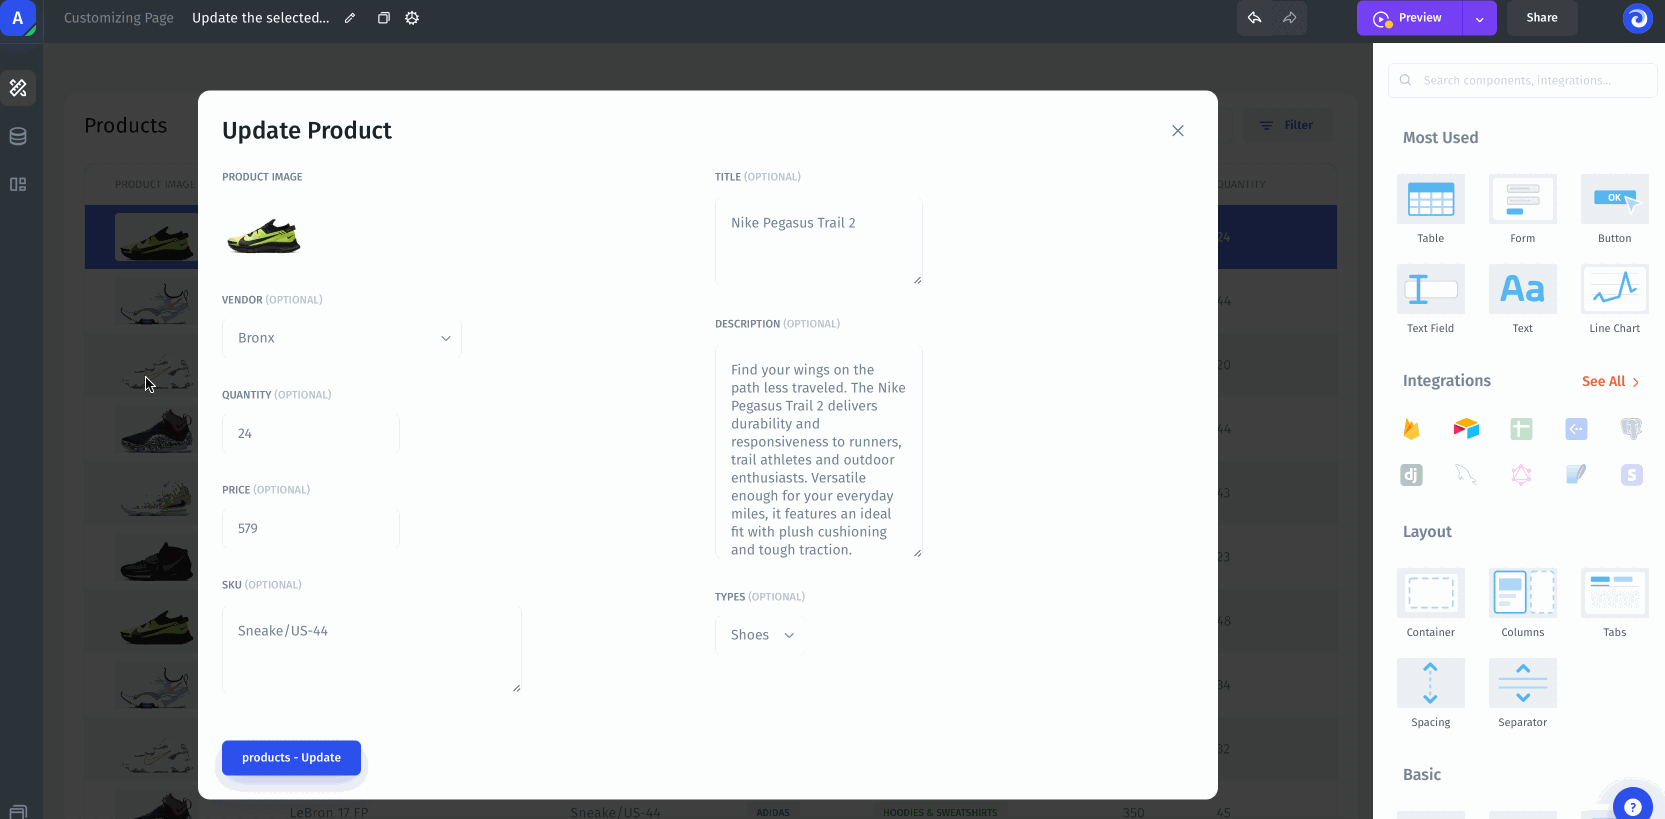 A
Customizing Page
Update the selected...
Preview
Share
Products
Filter
PRODUCT IMAGE
QUANTITY
24
44
20
44
43
23
48
34
32
LeBron 17 FP
Sneake/US-44
ADIDAS
HOODIES & SWEATSHIRTS
350
45
Update Product
PRODUCT IMAGE
VENDOR (OPTIONAL)
Bronx
QUANTITY (OPTIONAL)
24
PRICE (OPTIONAL)
579
SKU (OPTIONAL)
Sneake/US-44
products - Update
TITLE (OPTIONAL)
Nike Pegasus Trail 2
DESCRIPTION (OPTIONAL)
Find your wings on the
path less traveled. The Nike
Pegasus Trail 2 delivers
durability and
responsiveness to runners,
trail athletes and outdoor
enthusiasts. Versatile
enough for your everyday
miles, it features an ideal
fit with plush cushioning
and tough traction.
TYPES (OPTIONAL)
Shoes
Search components, integrations...
Most Used
Table
Form
OK
Button
Text Field
Aa
Text
Line Chart
Integrations
See All
dj
S
Layout
Container
Columns
Tabs
Spacing
Separator
Basic
?